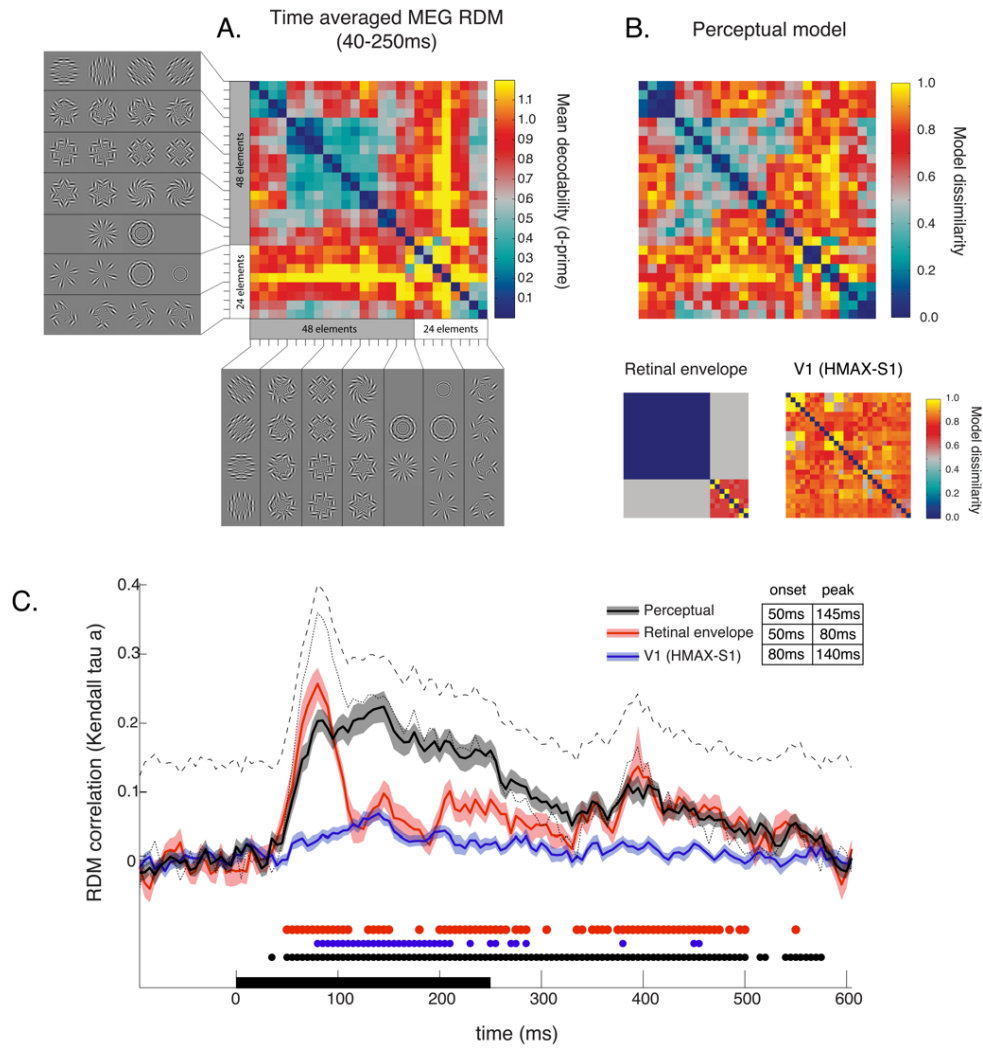 A.
Time averaged MEG RDM
(40-250ms)
48 elements
24 elements
48 elements
24 elements
1.1
1.0
0.9
0.8
0.7
0.6
0.5
0.4
0.3
0.2
0.1
Mean decodability (d-prime)
B.
Perceptual model
1.0
0.8
0.6
0.4
0.2
0.0
Model dissimilarity
Retinal envelope
V1 (HMAX-S1)
1.0
0.8
0.6
0.4
0.2
0.0
Model dissimilarity
C.
RDM correlation (Kendall tau a)
0.4
0.3
0.2
0.1
0
onset peak
Perceptual 50ms 145ms
Retinal envelope 50ms 80ms
V1 (HMAX-S1) 80ms 140ms
0 100 200 300 400 500 600
time (ms)